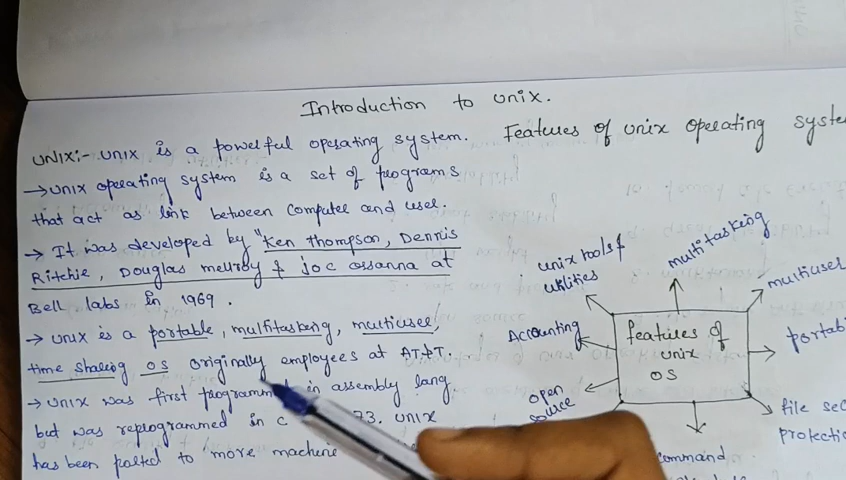 Introduction to unix.
UNIX:- unix is a powerful operating system.
→ unix operating system is a set of programs
that act as link between computer and user.
→ It was developed by "Ken thompson, Dennis
Ritchie, Douglas mcllroy & joc ossanna at
Bell labs in 1969.
→ unix is a portable, multitasking, multiuser,
time sharing OS originally employees at AT&T.
→ unix was first programm in assembly lang
but was reprogrammed in c 73. unix
has been ported to more machine
Features of unix operating syste
unix tools &
utilities
multitasking
multiuser
Accounting
features of
unix
OS
portab
open
source
file sec
protectio
command